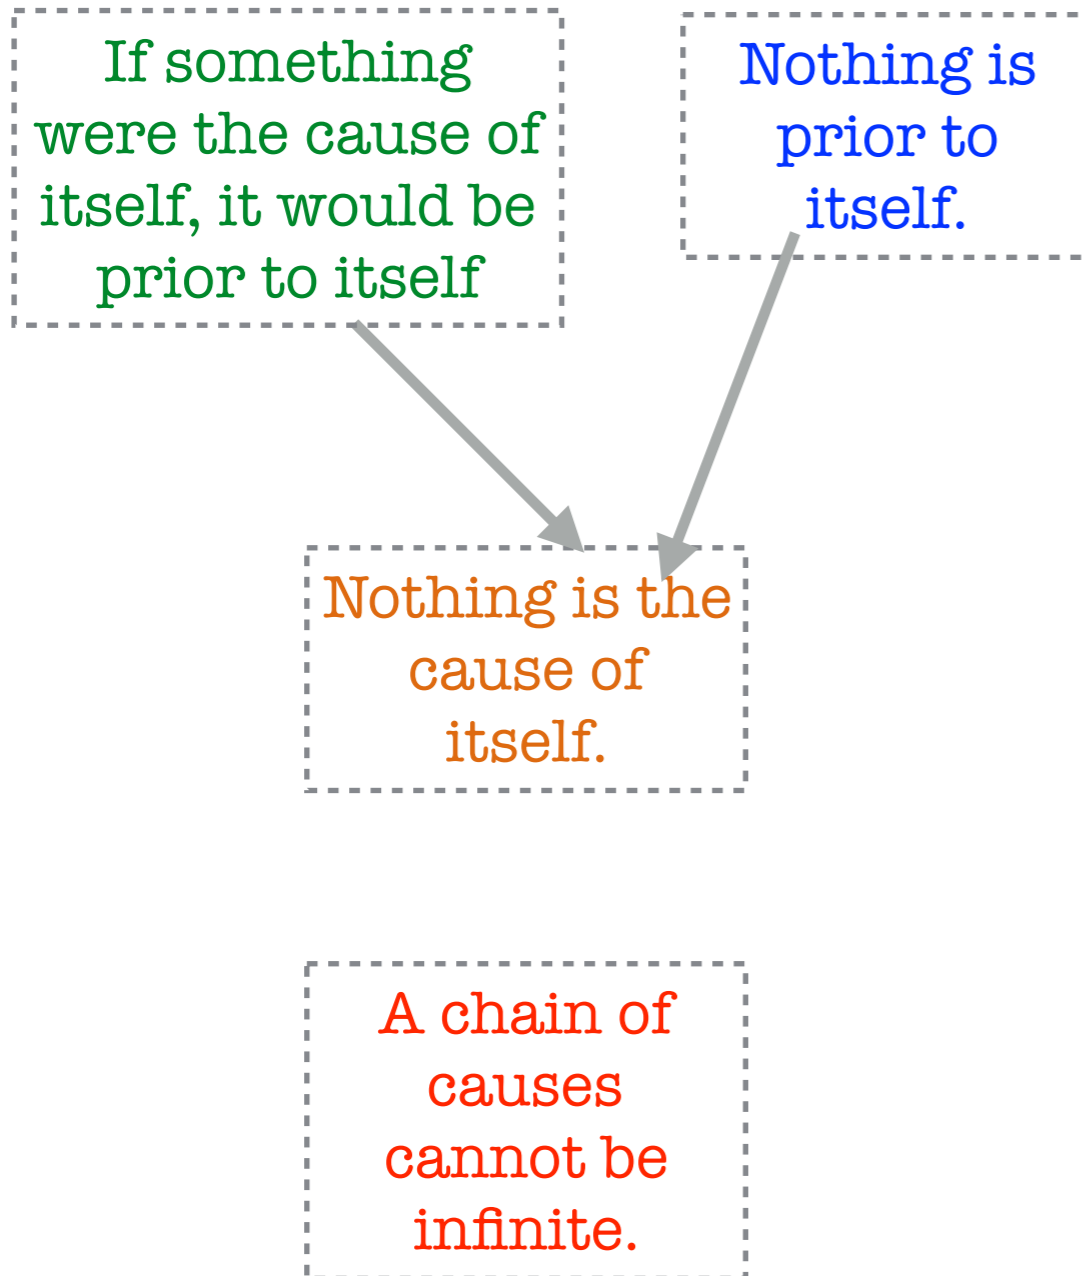 If something
were the cause of
itself, it would be
prior to itself
Nothing is
prior to
itself.
Nothing is the
cause of
itself.
A chain of
causes
cannot be
infinite.